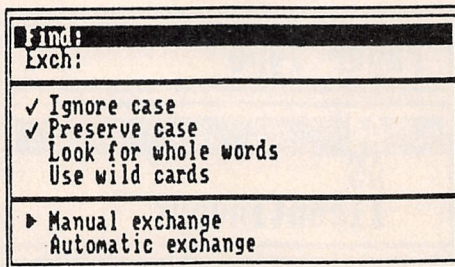 Find:
Exch:
✓ Ignore case
✓ Preserve case
Look for whole words
Use wild cards
▶ Manual exchange
Automatic exchange